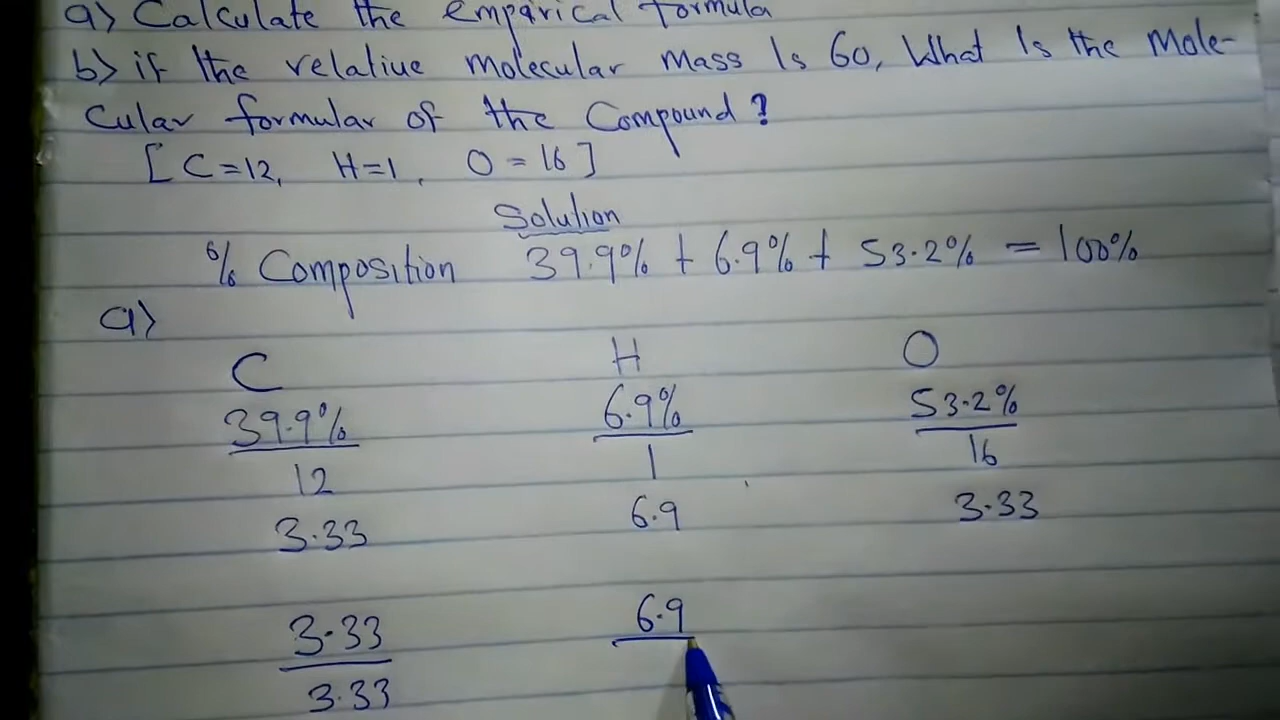 a) Calculate the empirical formula
b) if the relative molecular mass Is 60, What Is the Mole-
Cular formular of the Compound?
[C=12, H=1, O=16]
Solution
% Composition 39.9% + 6.9% + 53.2% = 100%
a)
C H O
39.9% 6.9% 53.2%
12 1 16
3.33 6.9 3.33
3.33 6.9
3.33